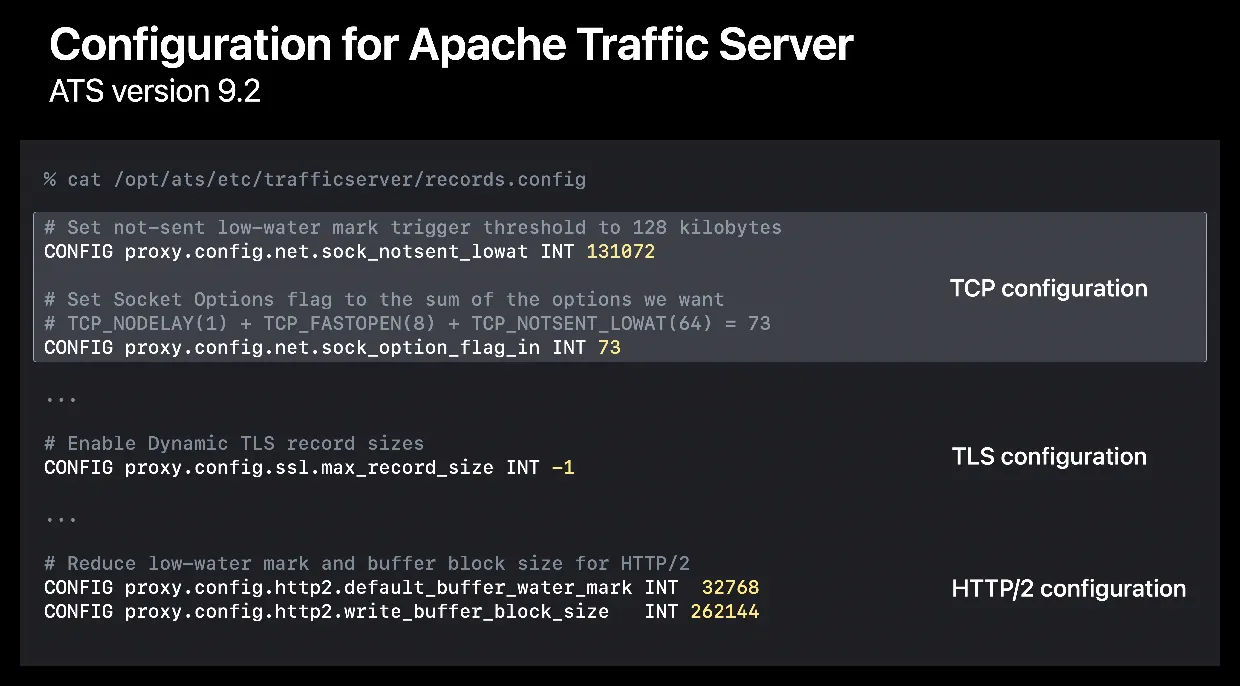 Configuration for Apache Traffic Server
ATS version 9.2
% cat /opt/ats/etc/trafficserver/records.config
# Set not-sent low-water mark trigger threshold to 128 kilobytes
CONFIG proxy.config.net.sock_notsent_lowat INT 131072
# Set Socket Options flag to the sum of the options we want
# TCP_NODELAY(1) + TCP_FASTOPEN(8) + TCP_NOTSENT_LOWAT(64) = 73
CONFIG proxy.config.net.sock_option_flag_in INT 73
TCP configuration
...
# Enable Dynamic TLS record sizes
CONFIG proxy.config.ssl.max_record_size INT -1
TLS configuration
...
# Reduce low-water mark and buffer block size for HTTP/2
CONFIG proxy.config.http2.default_buffer_water_mark INT  32768
CONFIG proxy.config.http2.write_buffer_block_size   INT 262144
HTTP/2 configuration